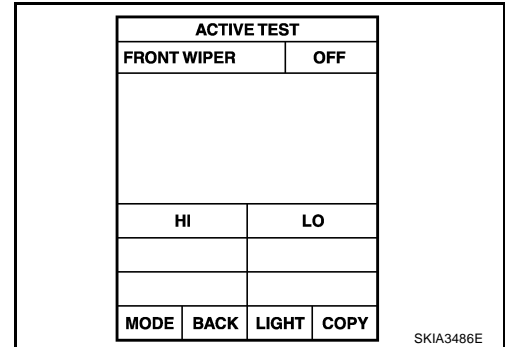 ACTIVE TEST
FRONT WIPER OFF
HI LO
MODE BACK LIGHT COPY
SKIA3486E